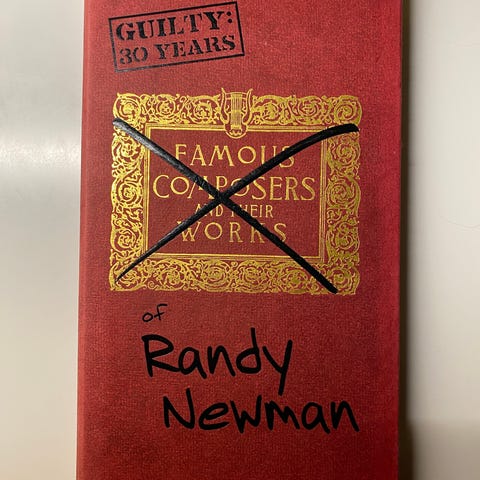 GUILTY:
30 YEARS
FAMOUS
COMPOSERS
AND THEIR
WORKS
of
Randy
Newman